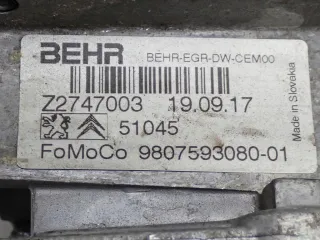 BEHR BEHR-EGR-DW-CEM00
Z2747003 19.09.17
51045
FoMoCo 9807593080-01
Made in Slovakia